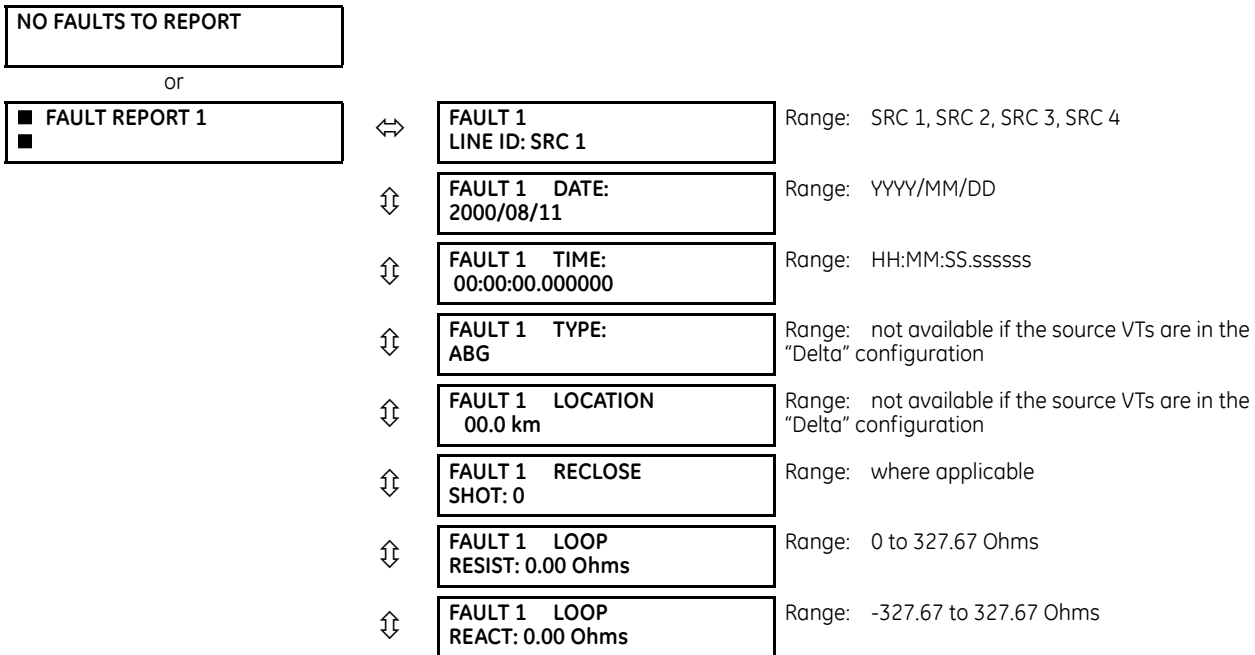 NO FAULTS TO REPORT
or
■ FAULT REPORT 1
■
FAULT 1
LINE ID: SRC 1
Range: SRC 1, SRC 2, SRC 3, SRC 4
FAULT 1 DATE:
2000/08/11
Range: YYYY/MM/DD
FAULT 1 TIME:
00:00:00.000000
Range: HH:MM:SS.ssssss
FAULT 1 TYPE:
ABG
Range: not available if the source VTs are in the
“Delta” configuration
FAULT 1 LOCATION
00.0 km
Range: not available if the source VTs are in the
“Delta” configuration
FAULT 1 RECLOSE
SHOT: 0
Range: where applicable
FAULT 1 LOOP
RESIST: 0.00 Ohms
Range: 0 to 327.67 Ohms
FAULT 1 LOOP
REACT: 0.00 Ohms
Range: -327.67 to 327.67 Ohms